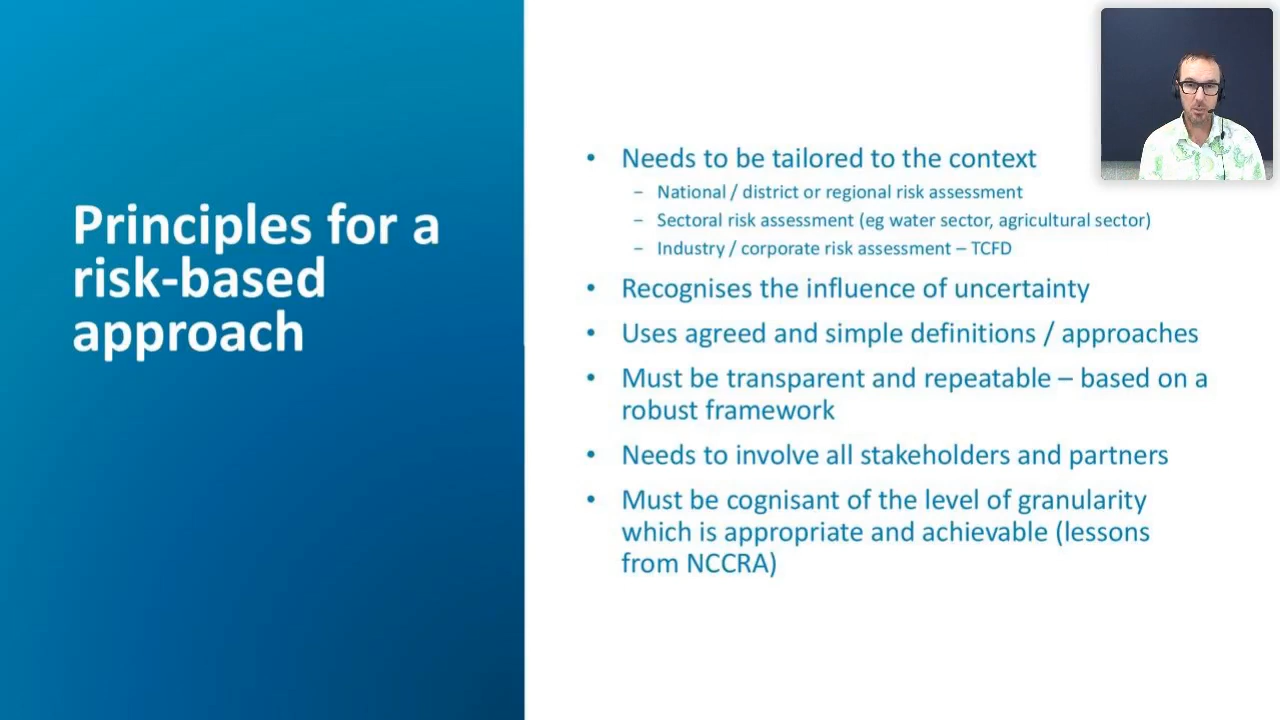 Principles for a
risk-based
approach
• Needs to be tailored to the context
– National / district or regional risk assessment
– Sectoral risk assessment (eg water sector, agricultural sector)
– Industry / corporate risk assessment – TCFD
• Recognises the influence of uncertainty
• Uses agreed and simple definitions / approaches
• Must be transparent and repeatable – based on a
robust framework
• Needs to involve all stakeholders and partners
• Must be cognisant of the level of granularity
which is appropriate and achievable (lessons
from NCCRA)